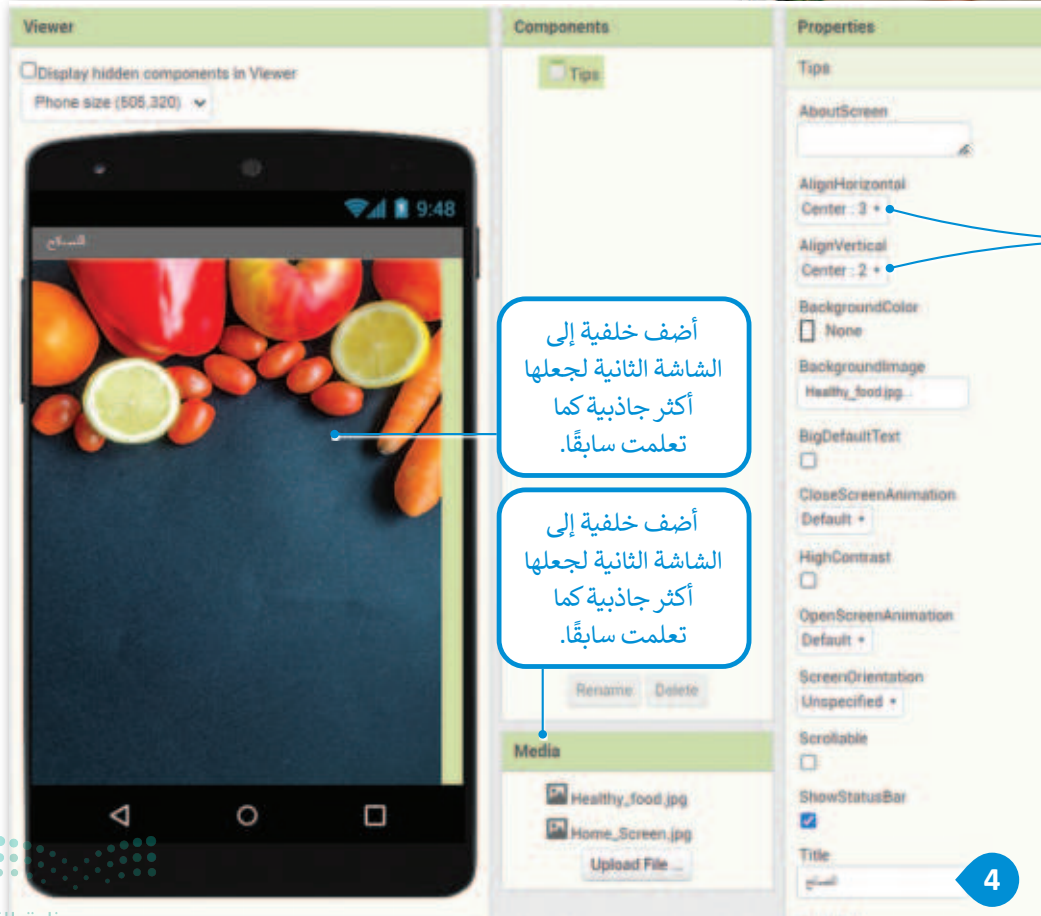 Viewer
Display hidden components in Viewer
Phone size (505,320)
9:48
أضف خلفية إلى
الشاشة الثانية لجعلها
أكثر جاذبية كما
تعلمت سابقًا.
أضف خلفية إلى
الشاشة الثانية لجعلها
أكثر جاذبية كما
تعلمت سابقًا.
Components
Tips
Rename Delete
Media
Healthy_food.jpg
Home_Screen.jpg
Upload File ...
Properties
Tips
AboutScreen
AlignHorizontal
Center : 3
AlignVertical
Center : 2
BackgroundColor
None
BackgroundImage
Healthy_food.jpg...
BigDefaultText
CloseScreenAnimation
Default
HighContrast
OpenScreenAnimation
Default
ScreenOrientation
Unspecified
Scrollable
ShowStatusBar
Title
4